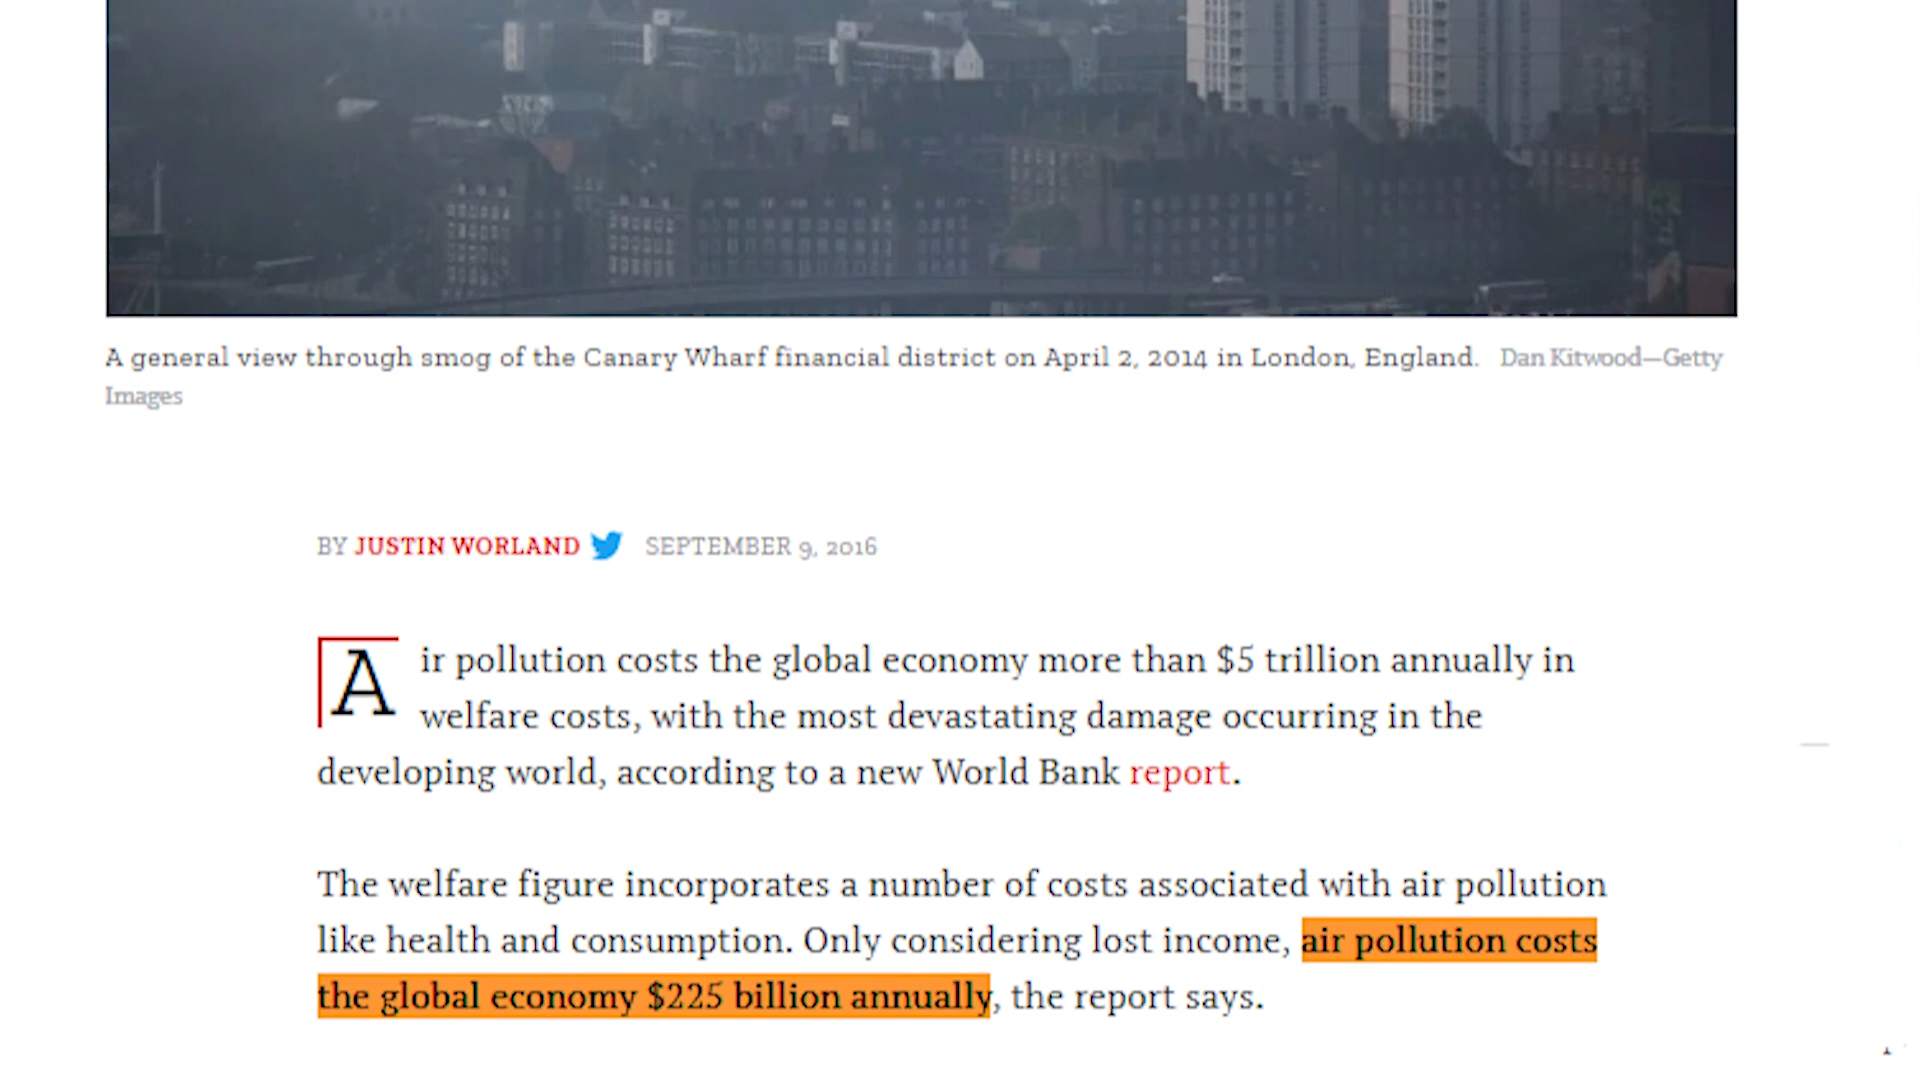 A general view through smog of the Canary Wharf financial district on April 2, 2014 in London, England. Dan Kitwood—Getty
Images
BY JUSTIN WORLAND SEPTEMBER 9, 2016
Air pollution costs the global economy more than $5 trillion annually in
welfare costs, with the most devastating damage occurring in the
developing world, according to a new World Bank report.
The welfare figure incorporates a number of costs associated with air pollution
like health and consumption. Only considering lost income, air pollution costs
the global economy $225 billion annually, the report says.